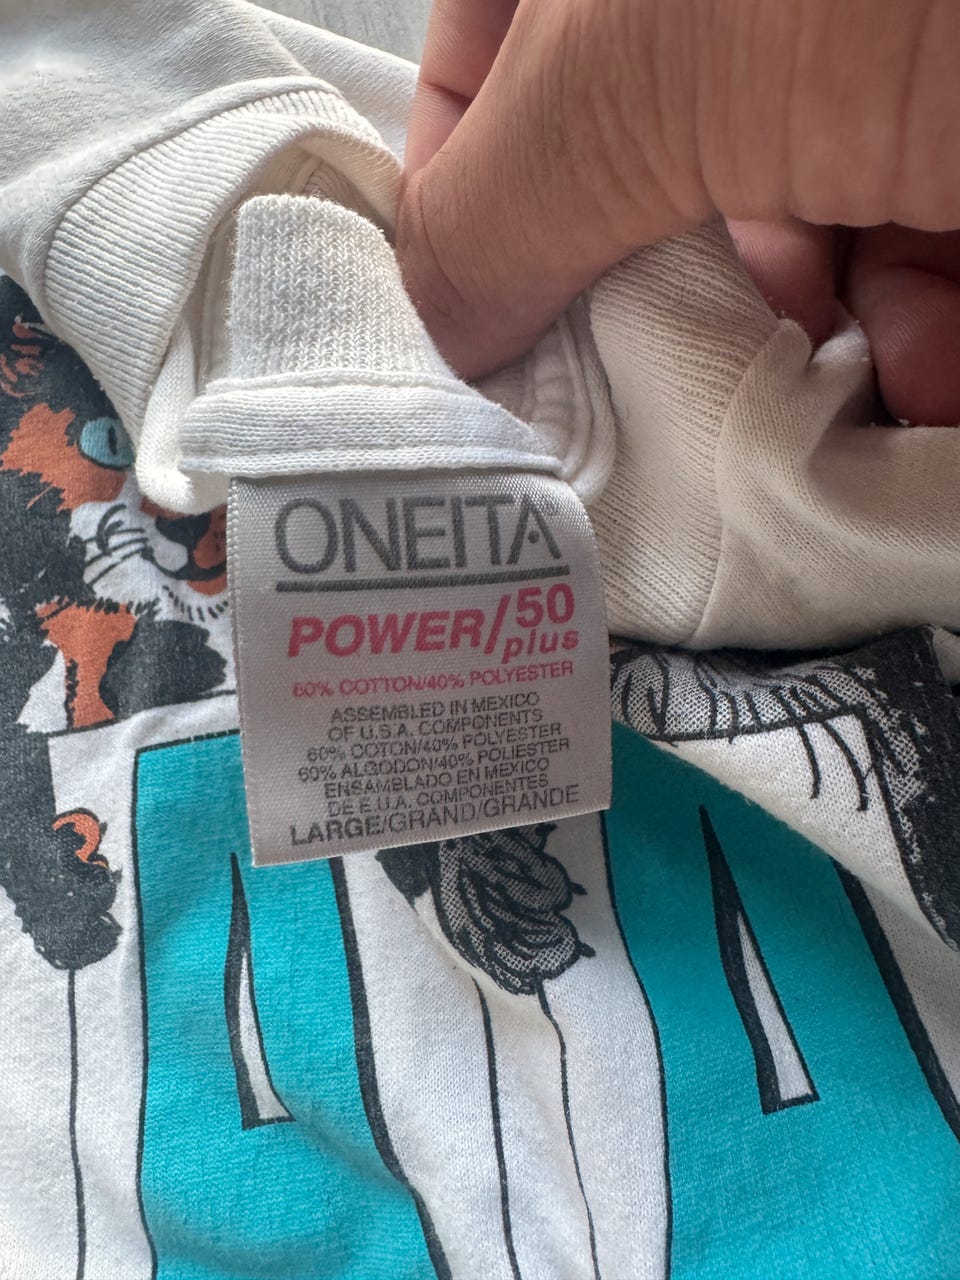 ONEITA
POWER/50
plus
60% COTTON/40% POLYESTER
ASSEMBLED IN MEXICO
OF U.S.A. COMPONENTS
60% COTON/40% POLYESTER
60% ALGODON/40% POLIESTER
ENSAMBLADO EN MEXICO
DE E.U.A. COMPONENTES
LARGE/GRAND/GRANDE